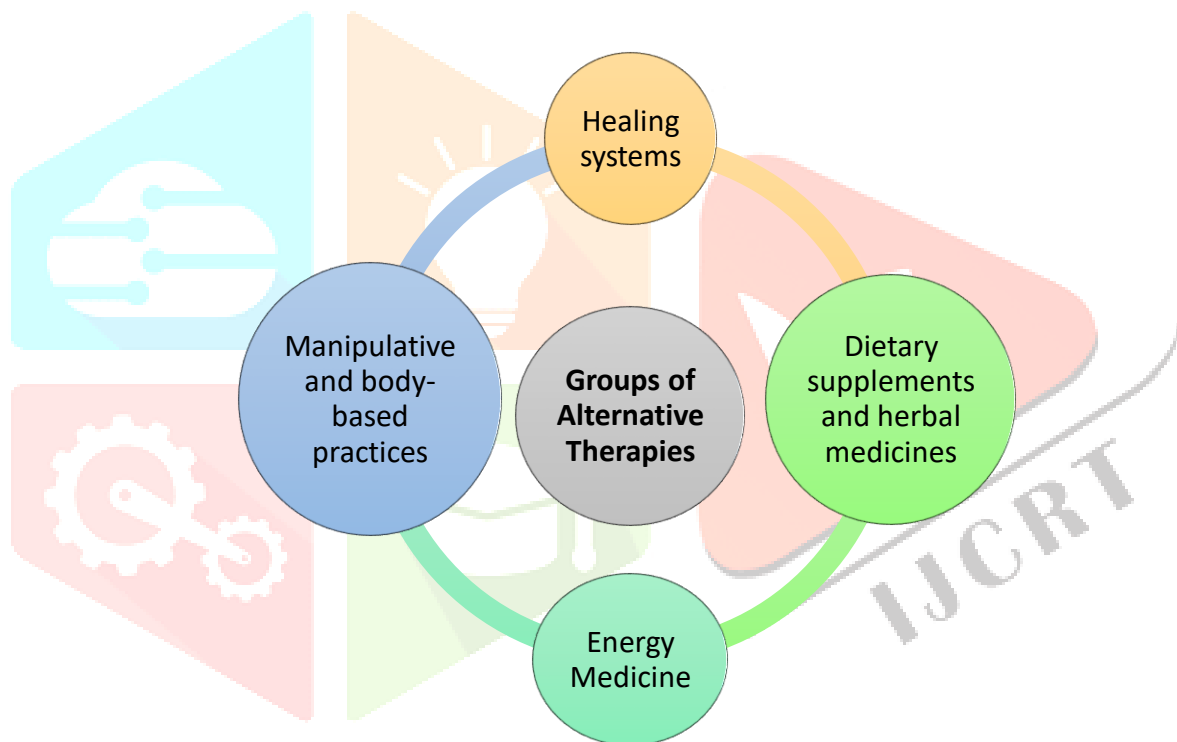 Healing
systems
Manipulative
and body-
based
practices
Groups of
Alternative
Therapies
Dietary
supplements
and herbal
medicines
Energy
Medicine
IJCRT